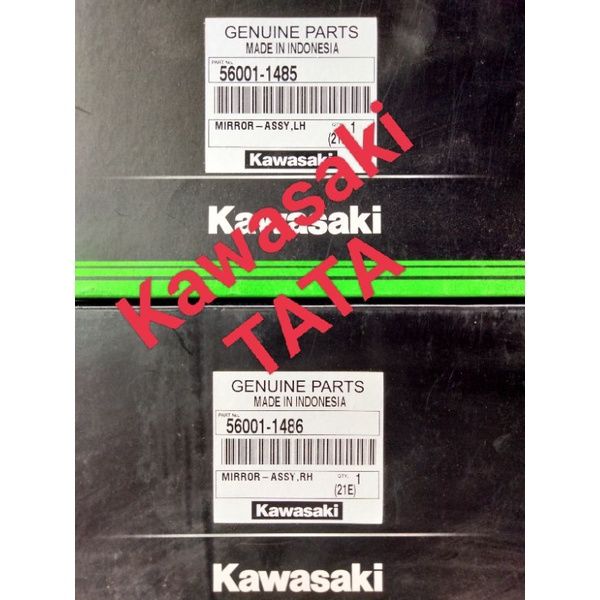 GENUINE PARTS
MADE IN INDONESIA
PART No.
56001-1485
MIRROR-ASSY,LH
QTY. 1
Kawasaki
Kawasaki
Kawasaki
TATA
GENUINE PARTS
MADE IN INDONESIA
PART No.
56001-1486
MIRROR-ASSY,RH
QTY. 1
(21E)
Kawasaki
Kawasaki